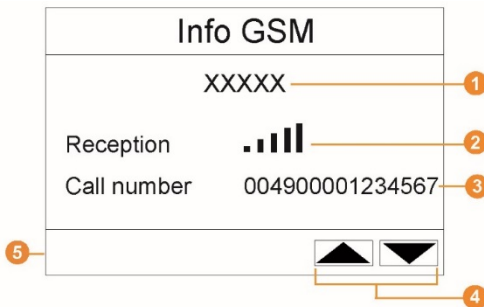 Info GSM
XXXXX 1
Reception 2
Call number 004900001234567 3
5
4